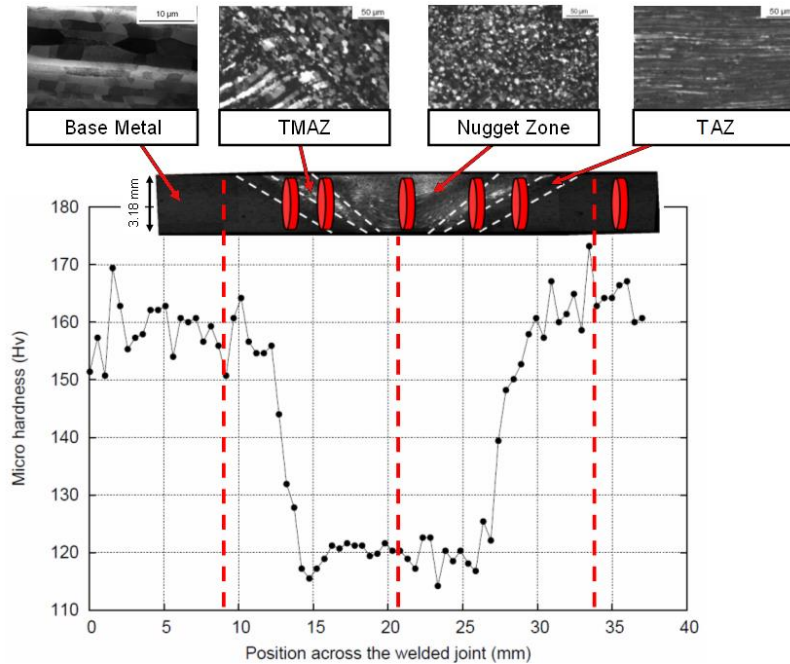 10 µm
50 µm
50 µm
50 µm
Base Metal
TMAZ
Nugget Zone
TAZ
3.18 mm
180
170
160
150
140
130
120
110
Micro hardness (Hv)
0
5
10
15
20
25
30
35
40
Position across the welded joint (mm)